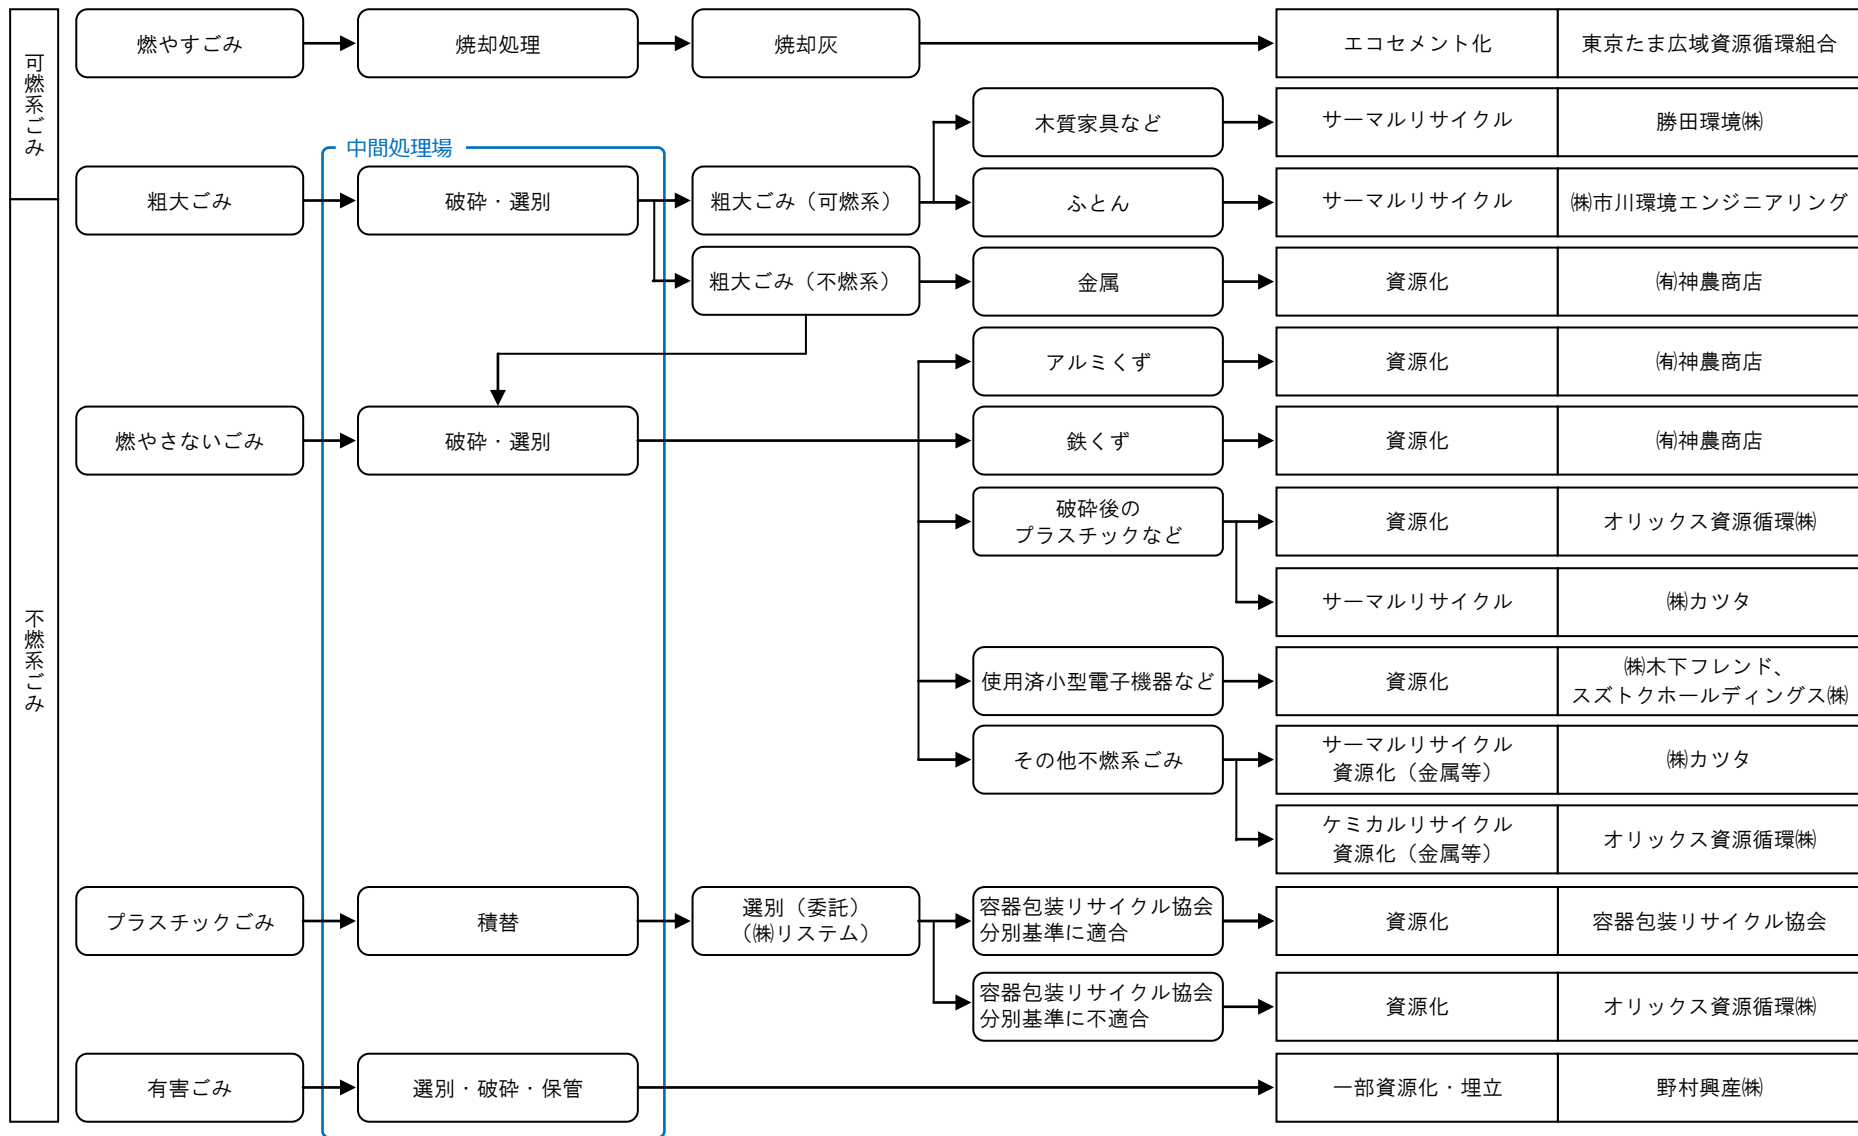 可燃系ごみ
燃やすごみ
焼却処理
焼却灰
エコセメント化
東京たま広域資源循環組合
木質家具など
サーマルリサイクル
勝田環境㈱
中間処理場
粗大ごみ
破砕・選別
粗大ごみ（可燃系）
ふとん
サーマルリサイクル
㈱市川環境エンジニアリング
粗大ごみ（不燃系）
金属
資源化
㈲神農商店
不燃系ごみ
アルミくず
資源化
㈲神農商店
燃やさないごみ
破砕・選別
鉄くず
資源化
㈲神農商店
破砕後の
プラスチックなど
資源化
オリックス資源循環㈱
サーマルリサイクル
㈱カツタ
使用済小型電子機器など
資源化
㈱木下フレンド、
スズトクホールディングス㈱
その他不燃系ごみ
サーマルリサイクル
資源化（金属等）
㈱カツタ
ケミカルリサイクル
資源化（金属等）
オリックス資源循環㈱
プラスチックごみ
積替
選別（委託）
（㈱リステム）
容器包装リサイクル協会
分別基準に適合
資源化
容器包装リサイクル協会
容器包装リサイクル協会
分別基準に不適合
資源化
オリックス資源循環㈱
有害ごみ
選別・破砕・保管
一部資源化・埋立
野村興産㈱